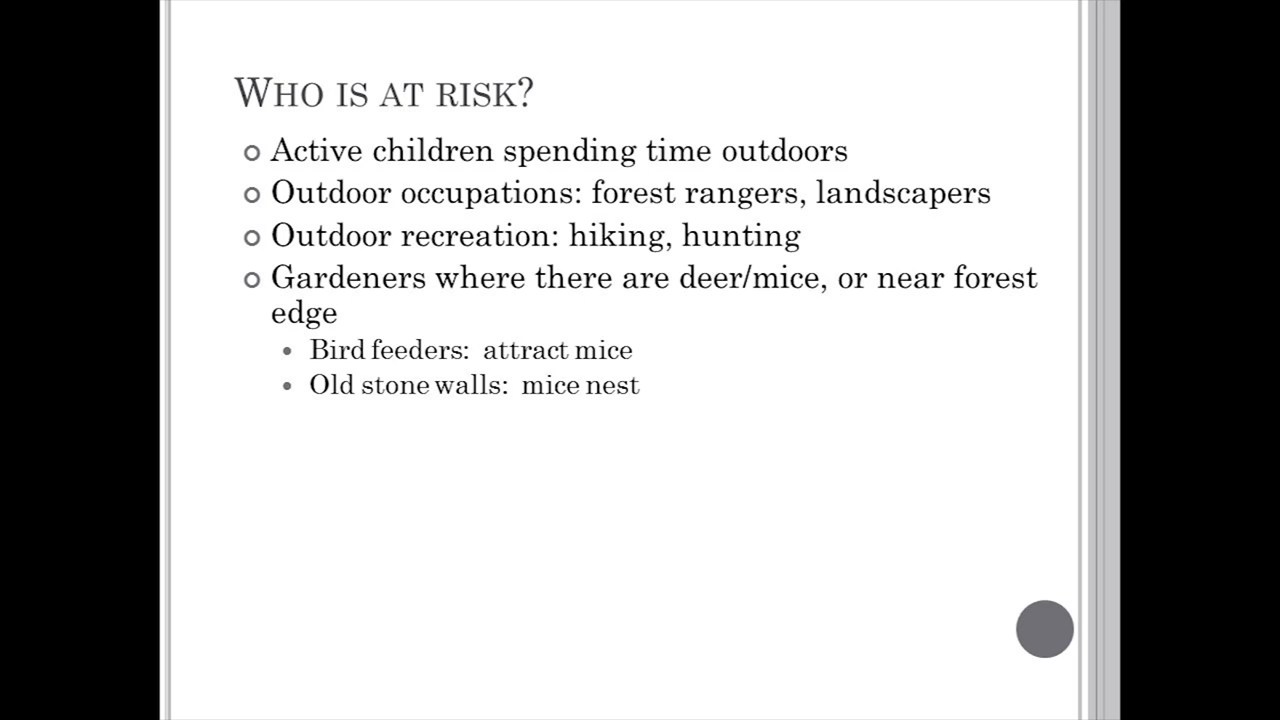 WHO IS AT RISK?
Active children spending time outdoors
Outdoor occupations: forest rangers, landscapers
Outdoor recreation: hiking, hunting
Gardeners where there are deer/mice, or near forest
edge
Bird feeders:  attract mice
Old stone walls:  mice nest